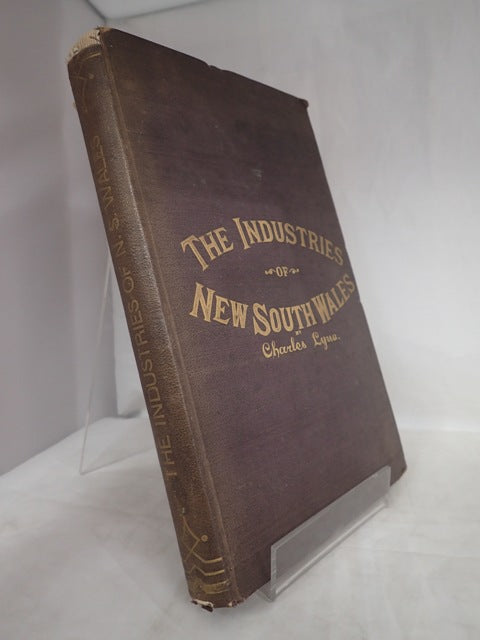 THE INDUSTRIES
OF
NEW SOUTH WALES
BY
Charles Lyne.
THE INDUSTRIES OF N. S. WALES